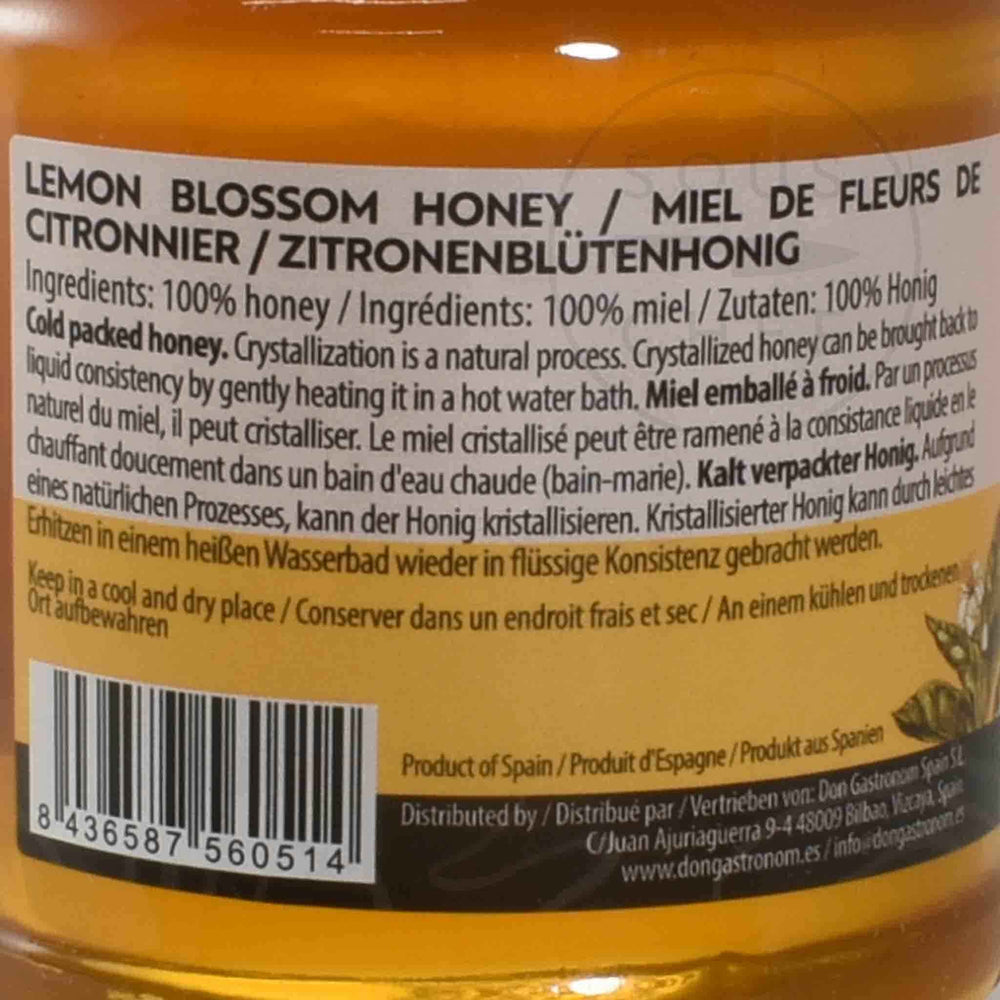 LEMON BLOSSOM HONEY / MIEL DE FLEURS DE
CITRONNIER / ZITRONENBLÜTENHONIG
Ingredients: 100% honey / Ingrédients: 100% miel / Zutaten: 100% Honig
Cold packed honey. Crystallization is a natural process. Crystallized honey can be brought back to
liquid consistency by gently heating it in a hot water bath. Miel emballé à froid. Par un processus
naturel du miel, il peut cristalliser. Le miel cristallisé peut être ramené à la consistance liquide en le
chauffant doucement dans un bain d'eau chaude (bain-marie). Kalt verpackter Honig. Aufgrund
eines natürlichen Prozesses, kann der Honig kristallisieren. Kristallisierter Honig kann durch leichtes
Erhitzen in einem heißen Wasserbad wieder in flüssige Konsistenz gebracht werden.
Keep in a cool and dry place / Conserver dans un endroit frais et sec / An einem kühlen und trockenen
Ort aufbewahren
Product of Spain / Produit d'Espagne / Produkt aus Spanien
Distributed by / Distribué par / Vertrieben von: Don Gastronom Spain S.L.
C/Juan Ajuriaguerra 9-4 48009 Bilbao, Vizcaja, Spain
www.dongastronom.es / info@dongastronom.es
8 436587 560514
SOUS
CHEF